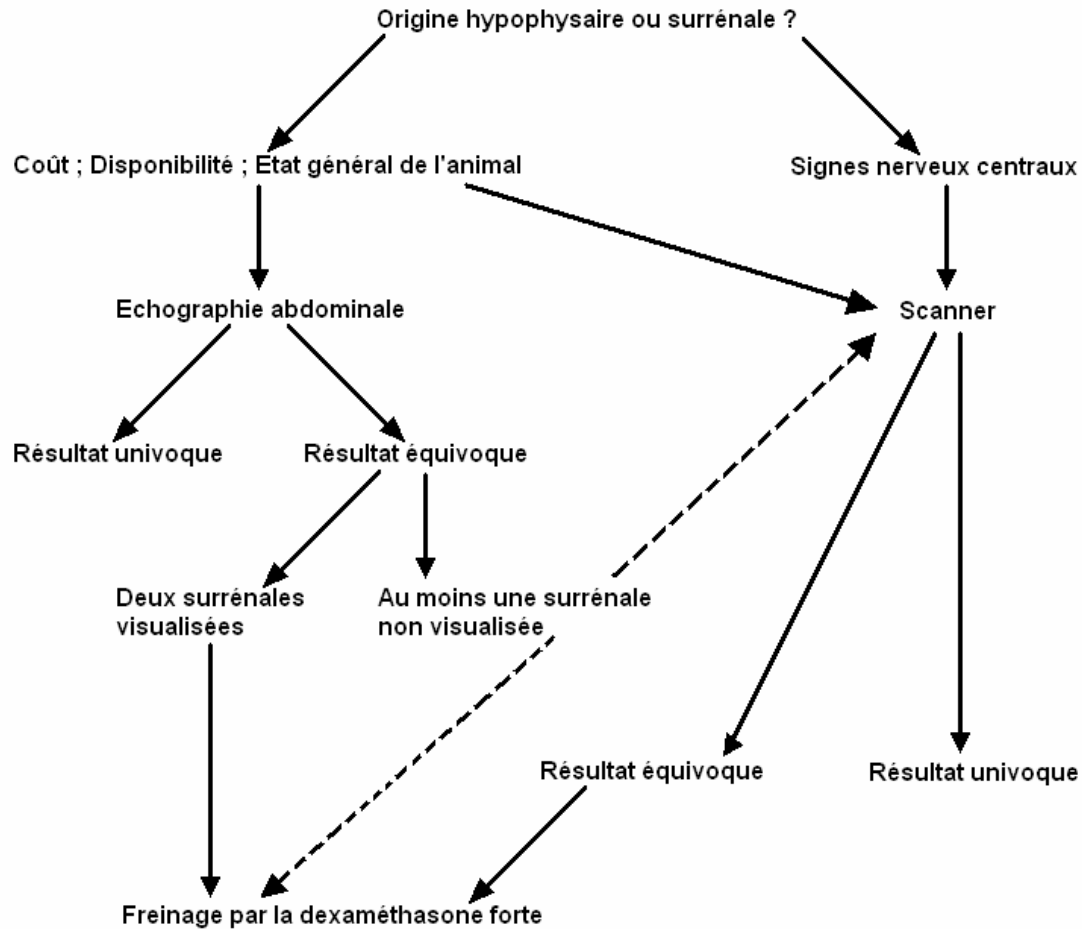 Origine hypophysaire ou surrénale ?
Coût ; Disponibilité ; Etat général de l'animal
Signes nerveux centraux
Echographie abdominale
Scanner
Résultat univoque
Résultat équivoque
Deux surrénales
visualisées
Au moins une surrénale
non visualisée
Résultat équivoque
Résultat univoque
Freinage par la dexaméthasone forte